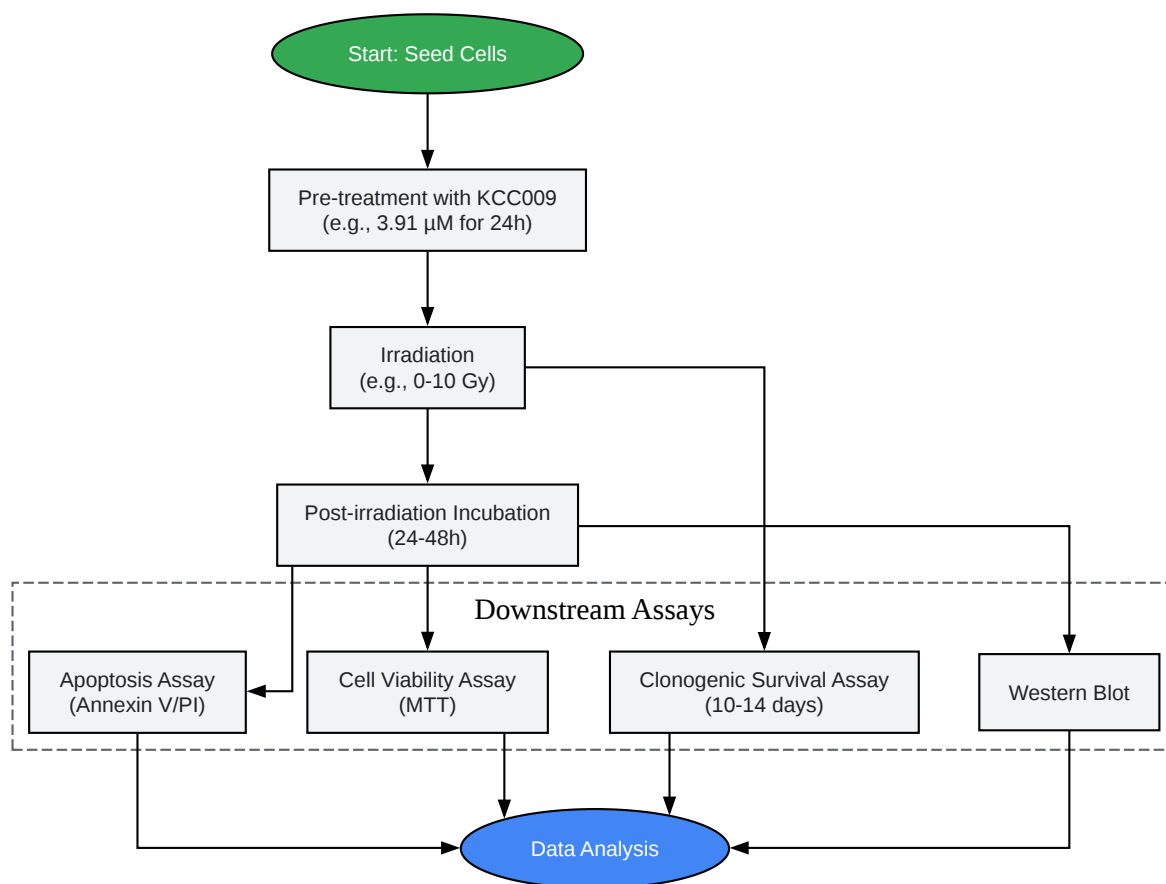 Start: Seed Cells
Pre-treatment with KCC009
(e.g., 3.91 µM for 24h)
Irradiation
(e.g., 0-10 Gy)
Post-irradiation Incubation
(24-48h)
Downstream Assays
Apoptosis Assay
(Annexin V/PI)
Cell Viability Assay
(MTT)
Clonogenic Survival Assay
(10-14 days)
Western Blot
Data Analysis